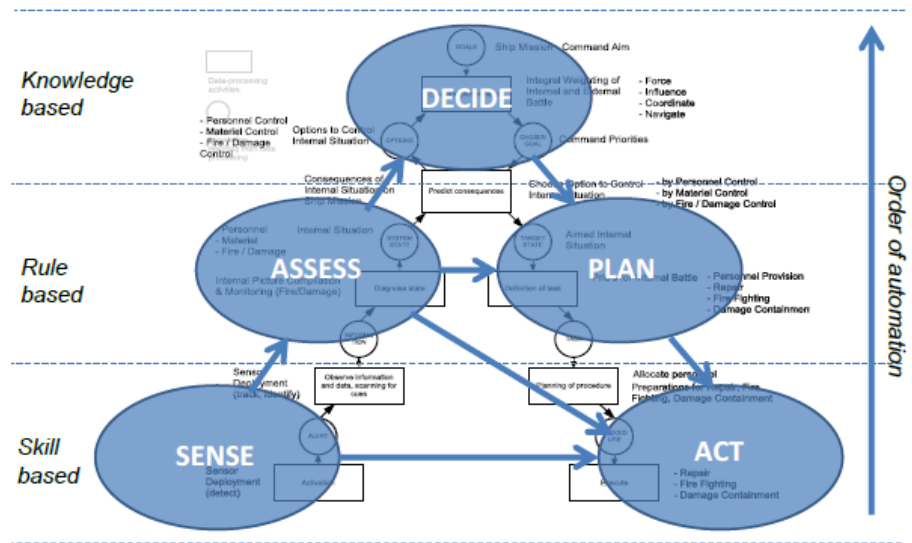 GOALS
Ship Mission - Command Aim
Knowledge
based
Data-processing
activities
DECIDE
Integral Weighting of
Internal and External
Battle
- Force
- Influence
- Coordinate
- Navigate
- Personnel Control
- Materiel Control
- Fire / Damage
Control
processing
Options to Control
Internal Situation
OPTIONS
CHOSEN
GOAL
Command Priorities
Consequences of
Internal Situation on
Ship Mission
Predict consequences
Choose Option to Control
Internal Situation
- by Personnel Control
- by Materiel Control
- by Fire / Damage Control
Order of automation
Rule
based
- Personnel
- Materiel
- Fire / Damage
Internal Situation
SYSTEM
STATE
TARGET
STATE
Aimed Internal
Situation
ASSESS
PLAN
Internal Picture Compilation
& Monitoring (Fire/Damage)
Diagnose state
Definition of task
Internal Battle
- Personnel Provision
- Repair
- Fire Fighting
- Damage Containment
INFORMA
TION
TASK
Sensor
Deployment
(track, identify)
Observe information
and data, scanning for
cues
Planning of procedure
Allocate personnel
Preparations for Repair, Fire
Fighting, Damage Containment
Skill
based
SENSE
ALERT
ACT
Sensor
Deployment
(detect)
Activation
Execute
- Repair
- Fire Fighting
- Damage Containment